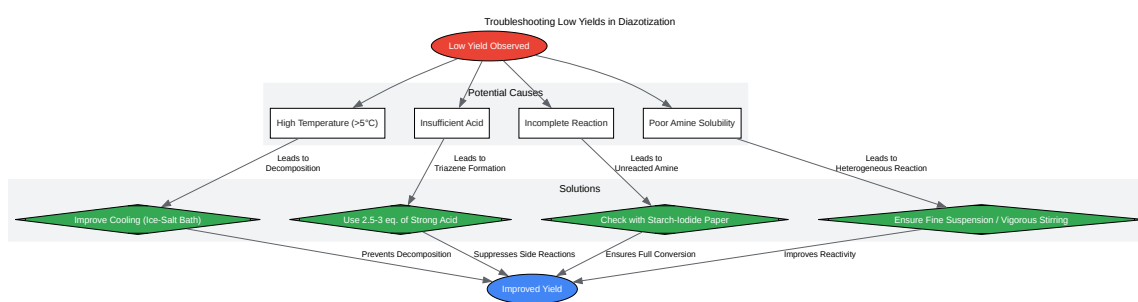 Troubleshooting Low Yields in Diazotization
Low Yield Observed
Potential Causes
High Temperature (>5°C)
Insufficient Acid
Incomplete Reaction
Poor Amine Solubility
Leads to
Decomposition
Leads to
Triazene Formation
Leads to
Unreacted Amine
Leads to
Heterogeneous Reaction
Solutions
Improve Cooling (Ice-Salt Bath)
Use 2.5-3 eq. of Strong Acid
Check with Starch-Iodide Paper
Ensure Fine Suspension / Vigorous Stirring
Prevents Decomposition
Suppresses Side Reactions
Ensures Full Conversion
Improves Reactivity
Improved Yield